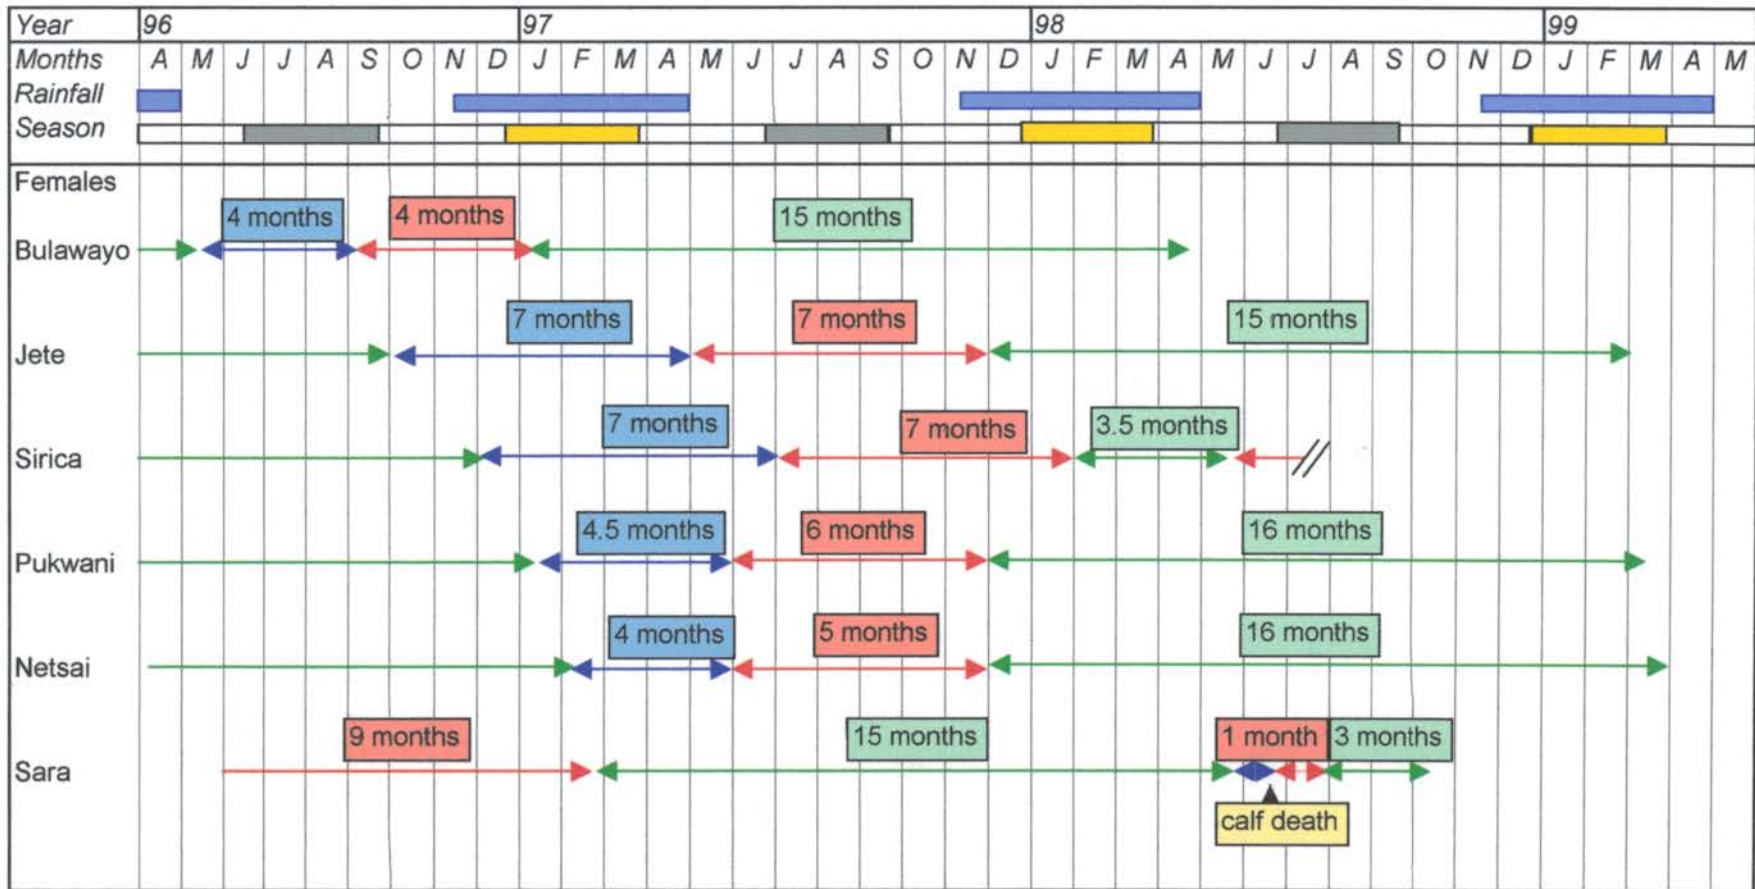 Year 96 97 98 99
Months A M J J A S O N D J F M A M J J A S O N D J F M A M J J A S O N D J F M A M
Rainfall
Season
Females
4 months 4 months 15 months
Bulawayo
7 months 7 months 15 months
Jete
7 months 7 months 3.5 months
Sirica
4.5 months 6 months 16 months
Pukwani
4 months 5 months 16 months
Netsai
9 months 15 months 1 month 3 months
Sara
calf death